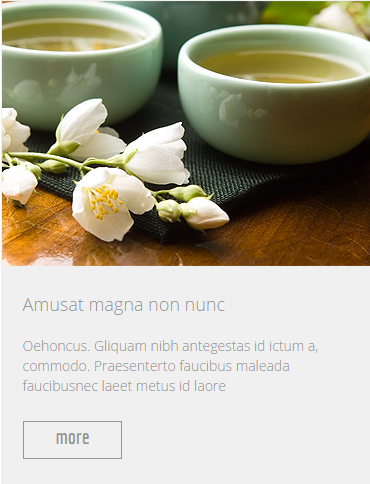 Amusat magna non nunc
Oehoncus. Gliquam nibh antegestas id ictum a,
commodo. Praesenterto faucibus maleada
faucibusnec laeet metus id laore
more